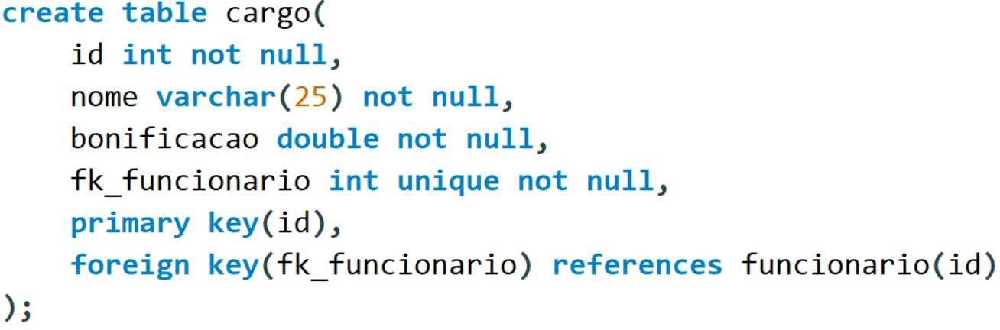 create table cargo(
    id int not null,
    nome varchar(25) not null,
    bonificacao double not null,
    fk_funcionario int unique not null,
    primary key(id),
    foreign key(fk_funcionario) references funcionario(id)
);